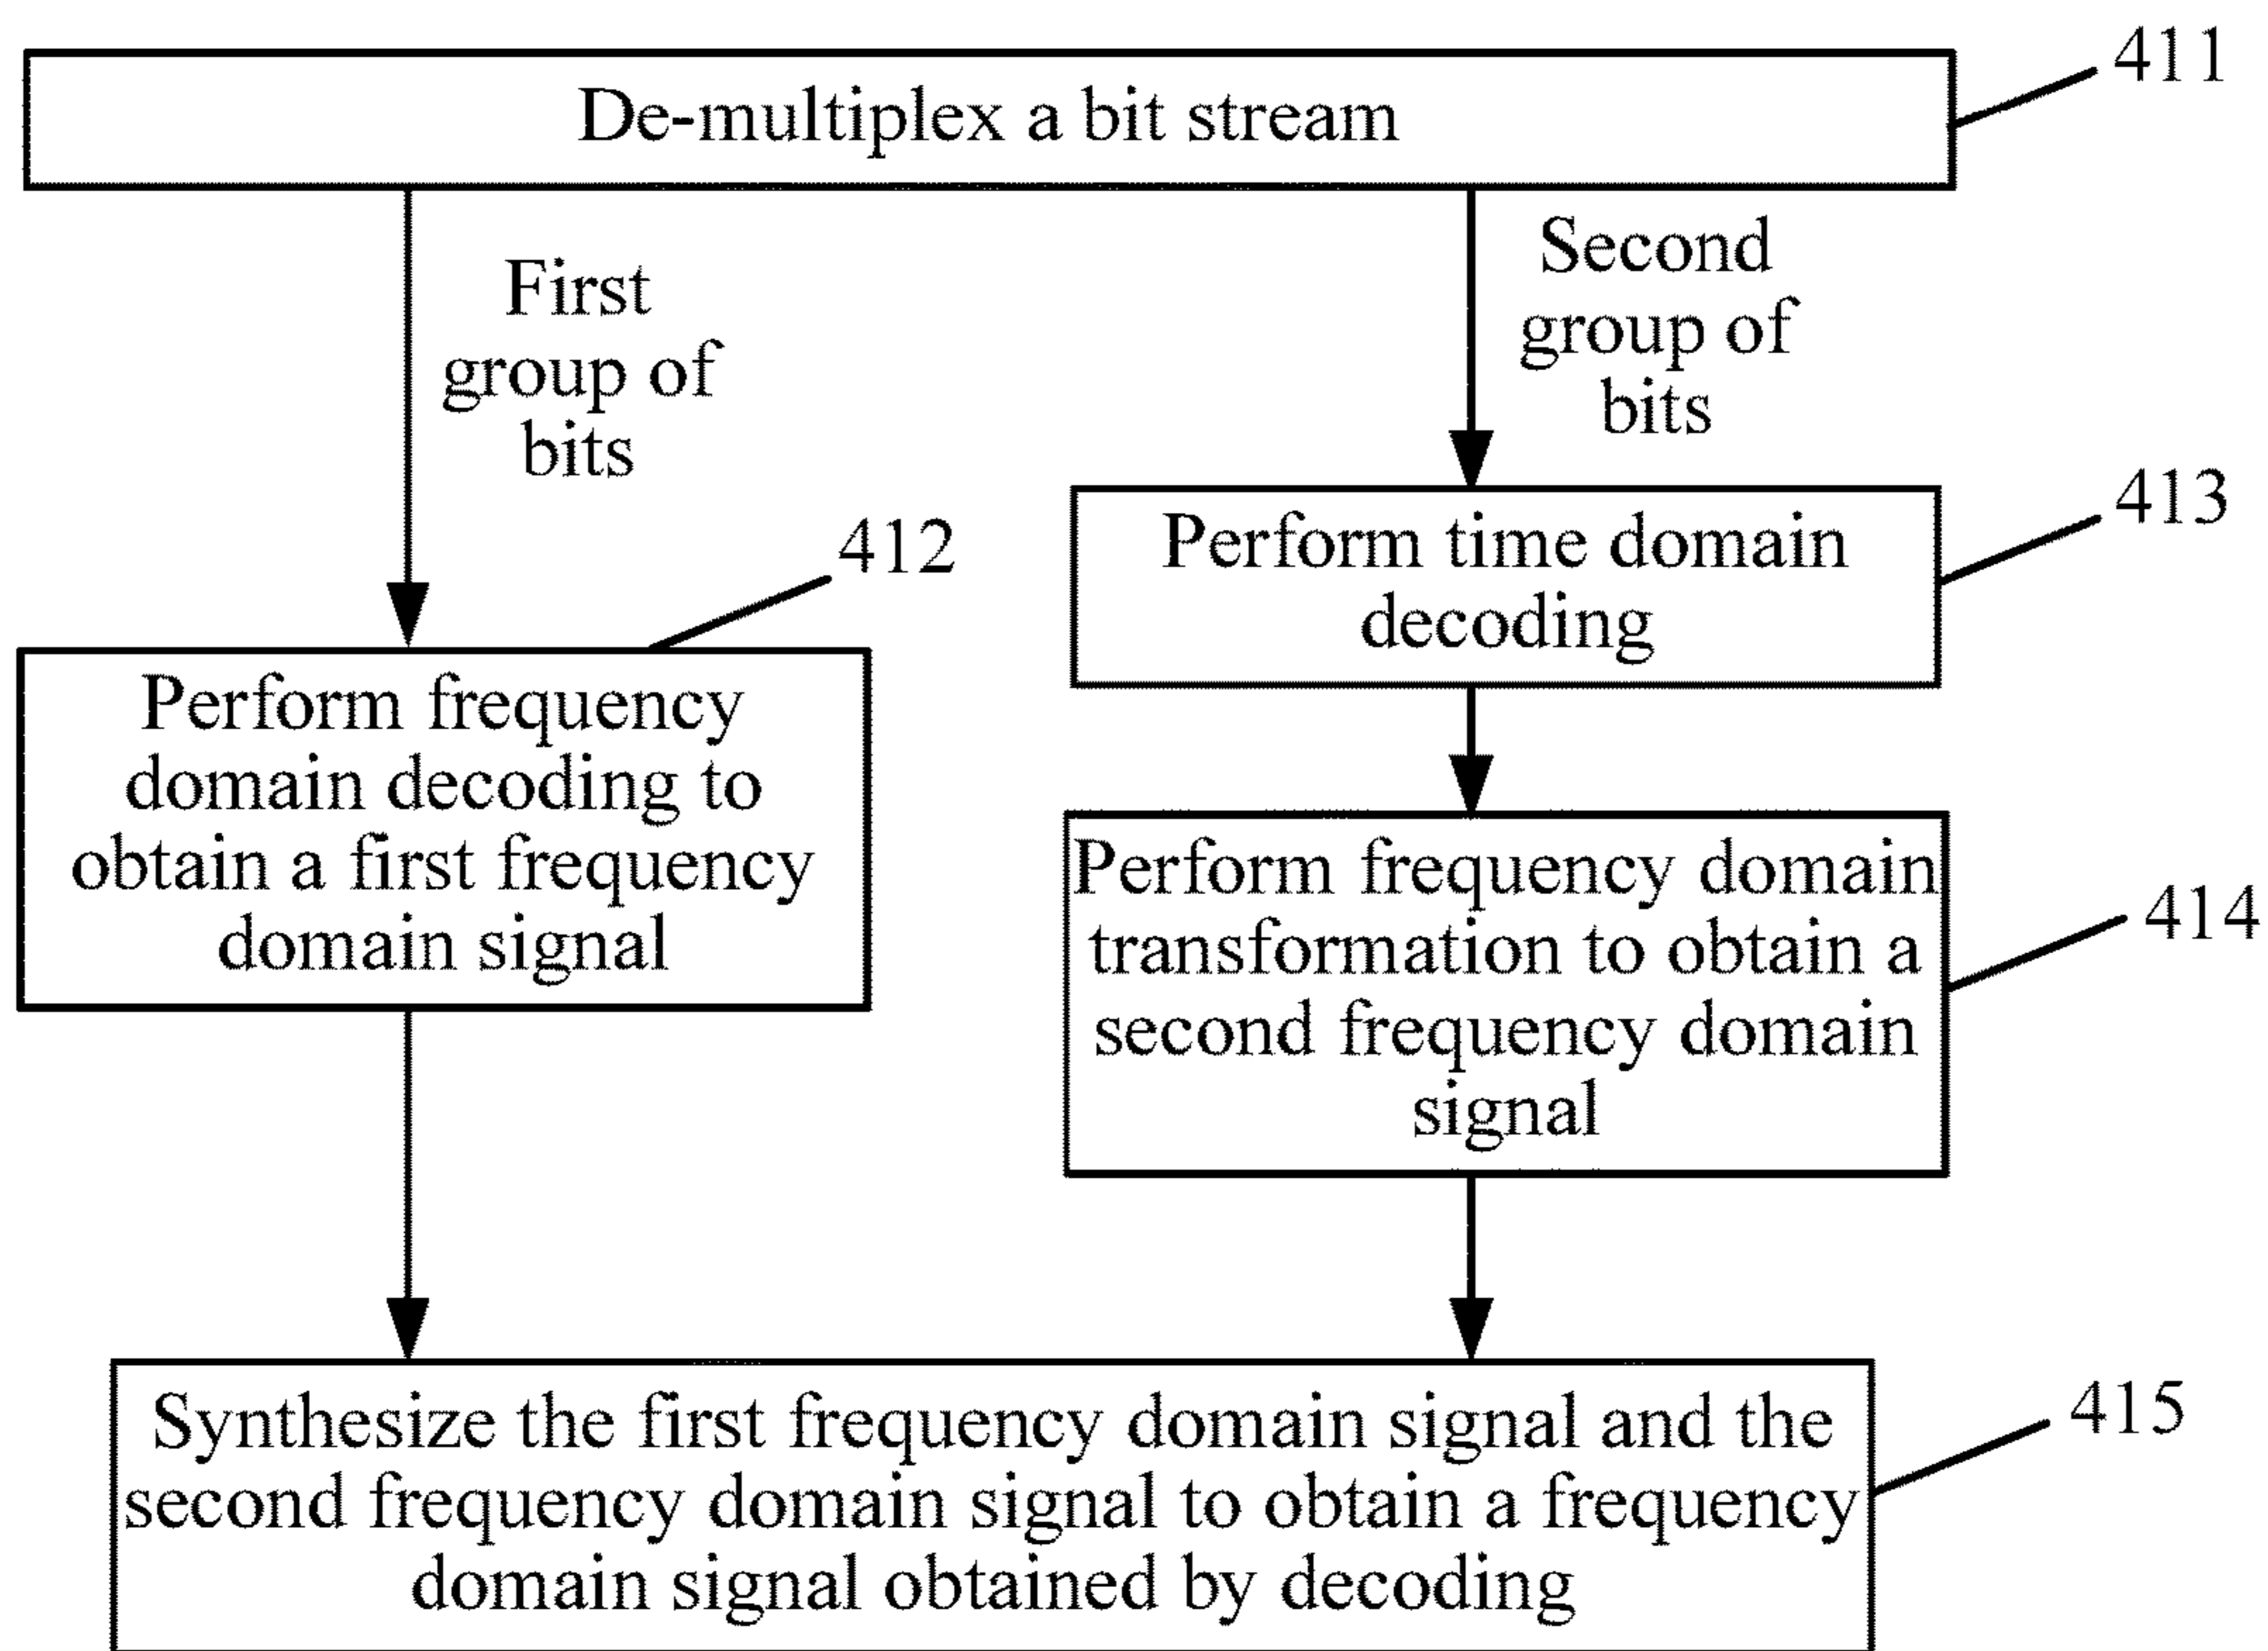 411
De-multiplex a bit stream
First
group of
bits
Second
group of
bits
412
Perform frequency
domain decoding to
obtain a first frequency
domain signal
413
Perform time domain
decoding
414
Perform frequency domain
transformation to obtain a
second frequency domain
signal
415
Synthesize the first frequency domain signal and the
second frequency domain signal to obtain a frequency
domain signal obtained by decoding